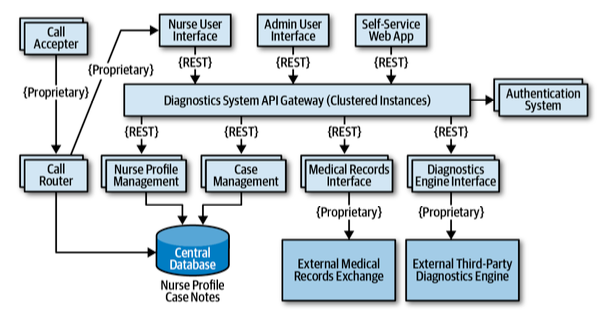 Call
Accepter
Nurse User
Interface
Admin User
Interface
Self-Service
Web App
{Proprietary}
{Proprietary}
{REST}
{REST}
{REST}
Diagnostics System API Gateway (Clustered Instances)
Authentication
System
{REST}
{REST}
{REST}
{REST}
Call
Router
Nurse Profile
Management
Case
Management
Medical Records
Interface
Diagnostics
Engine Interface
{Proprietary}
{Proprietary}
Central
Database
Nurse Profile
Case Notes
External Medical
Records Exchange
External Third-Party
Diagnostics Engine